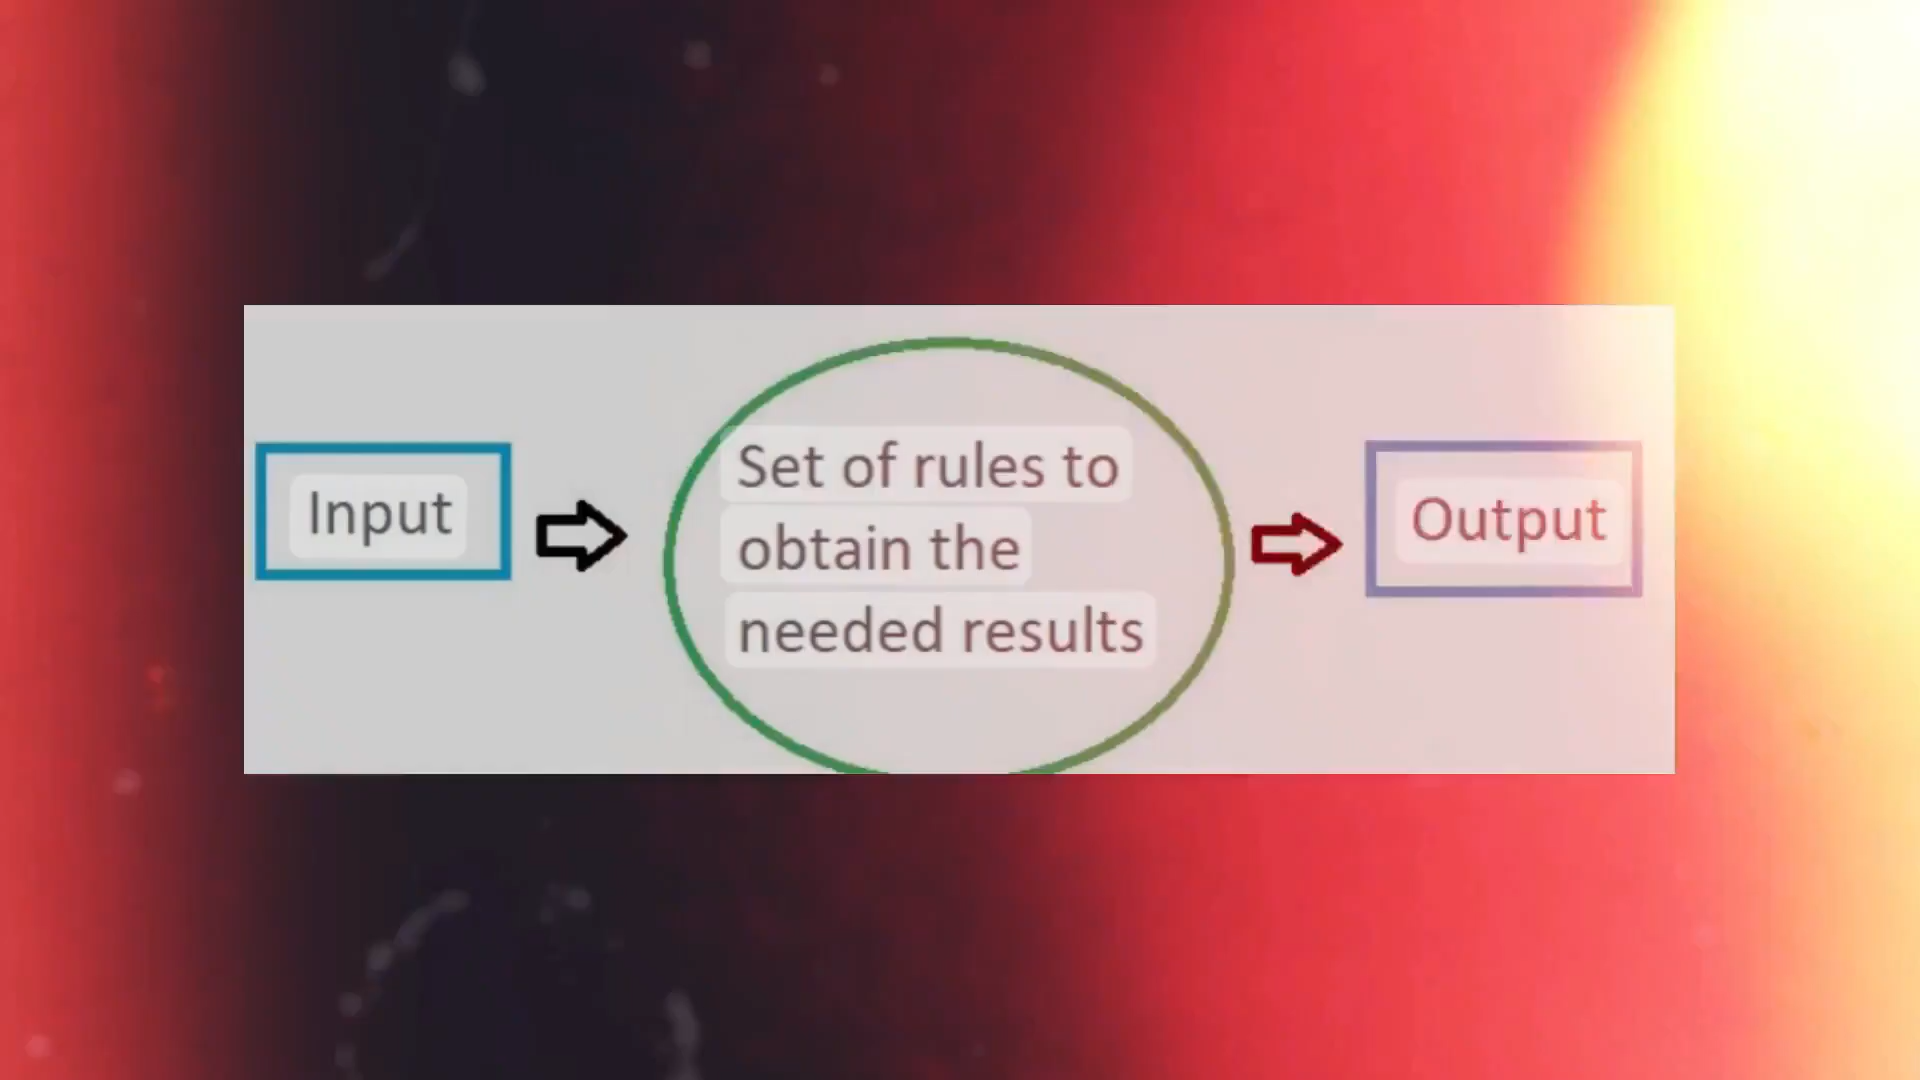 Input
Set of rules to
obtain the
needed results
Output